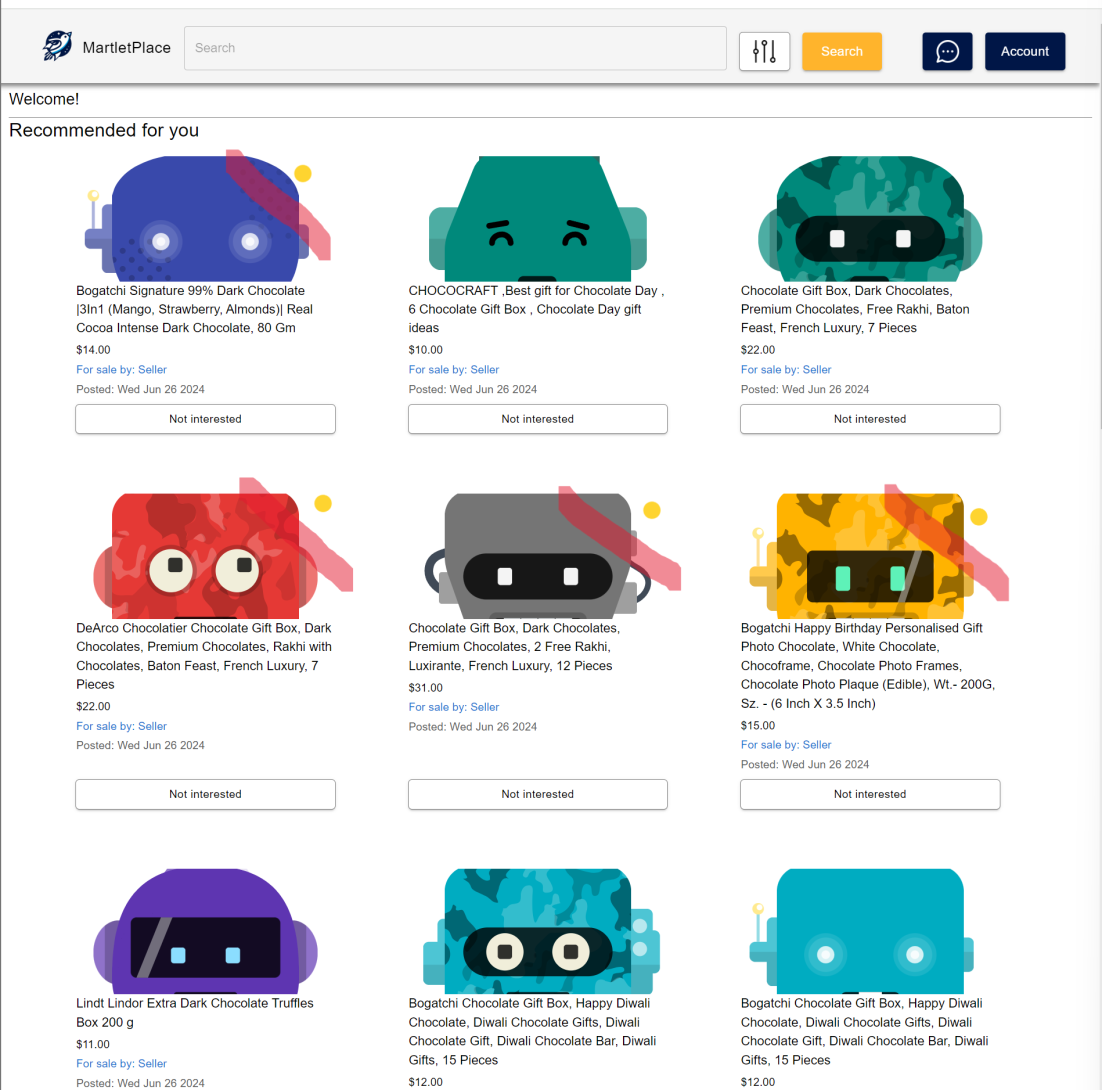 MartletPlace
Search
Search
Account
Welcome!
Recommended for you
Bogatchi Signature 99% Dark Chocolate
|3In1 (Mango, Strawberry, Almonds)| Real
Cocoa Intense Dark Chocolate, 80 Gm
$14.00
For sale by: Seller
Posted: Wed Jun 26 2024
Not interested
CHOCOCRAFT ,Best gift for Chocolate Day ,
6 Chocolate Gift Box , Chocolate Day gift
ideas
$10.00
For sale by: Seller
Posted: Wed Jun 26 2024
Not interested
Chocolate Gift Box, Dark Chocolates,
Premium Chocolates, Free Rakhi, Baton
Feast, French Luxury, 7 Pieces
$22.00
For sale by: Seller
Posted: Wed Jun 26 2024
Not interested
DeArco Chocolatier Chocolate Gift Box, Dark
Chocolates, Premium Chocolates, Rakhi with
Chocolates, Baton Feast, French Luxury, 7
Pieces
$22.00
For sale by: Seller
Posted: Wed Jun 26 2024
Not interested
Chocolate Gift Box, Dark Chocolates,
Premium Chocolates, 2 Free Rakhi,
Luxirante, French Luxury, 12 Pieces
$31.00
For sale by: Seller
Posted: Wed Jun 26 2024
Not interested
Bogatchi Happy Birthday Personalised Gift
Photo Chocolate, White Chocolate,
Chocoframe, Chocolate Photo Frames,
Chocolate Photo Plaque (Edible), Wt.- 200G,
Sz. - (6 Inch X 3.5 Inch)
$15.00
For sale by: Seller
Posted: Wed Jun 26 2024
Not interested
Lindt Lindor Extra Dark Chocolate Truffles
Box 200 g
$11.00
For sale by: Seller
Posted: Wed Jun 26 2024
Bogatchi Chocolate Gift Box, Happy Diwali
Chocolate, Diwali Chocolate Gifts, Diwali
Chocolate Gift, Diwali Chocolate Bar, Diwali
Gifts, 15 Pieces
$12.00
Bogatchi Chocolate Gift Box, Happy Diwali
Chocolate, Diwali Chocolate Gifts, Diwali
Chocolate Gift, Diwali Chocolate Bar, Diwali
Gifts, 15 Pieces
$12.00